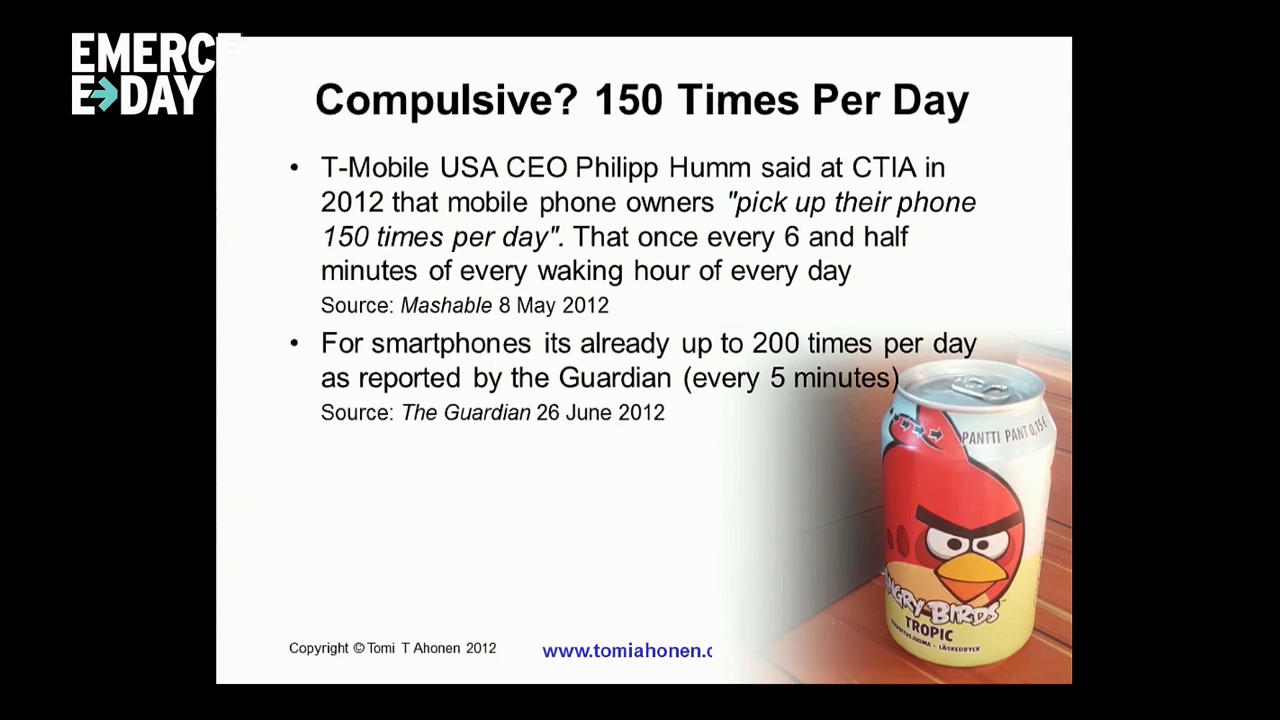 EMERCE
E→DAY
Compulsive? 150 Times Per Day
• T-Mobile USA CEO Philipp Humm said at CTIA in
2012 that mobile phone owners "pick up their phone
150 times per day". That once every 6 and half
minutes of every waking hour of every day
Source: Mashable 8 May 2012
• For smartphones its already up to 200 times per day
as reported by the Guardian (every 5 minutes)
Source: The Guardian 26 June 2012
PANTTI PANT 0,15 €
ANGRY BIRDS
TROPIC
VIRVOITUSJUOMA - LÄSKEDRYCK
Copyright © Tomi T Ahonen 2012
www.tomiahonen.c